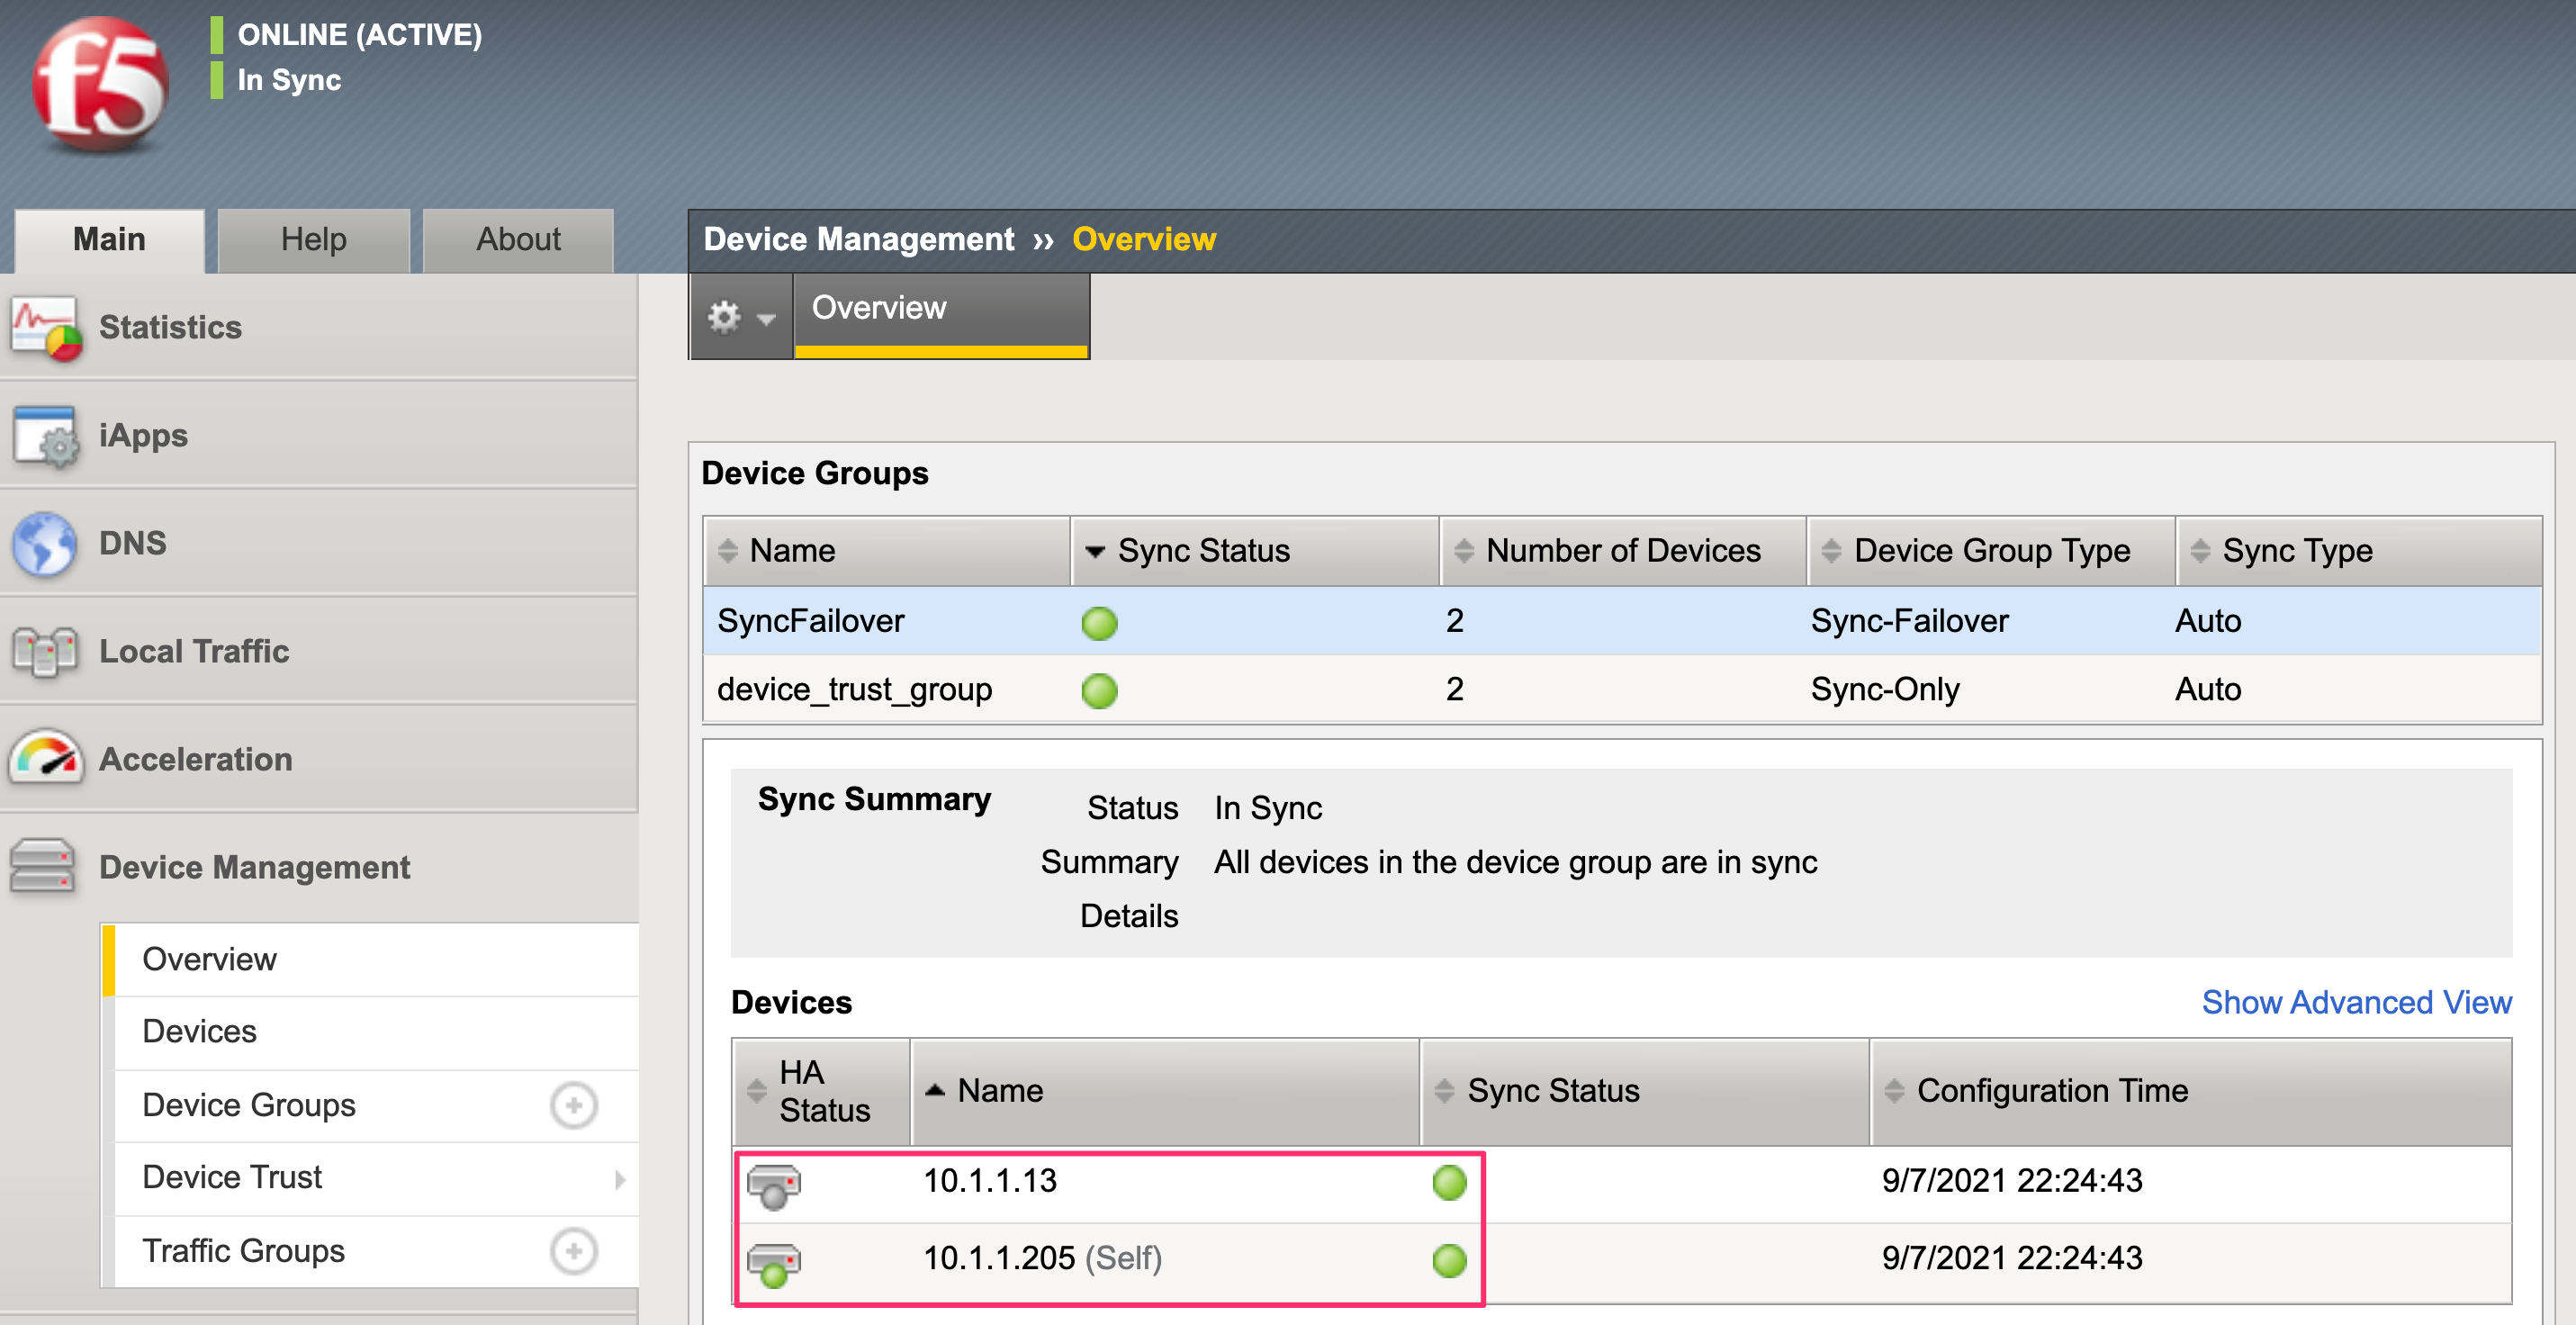 f5
ONLINE (ACTIVE)
In Sync
Main Help About
Device Management ›› Overview
Overview
Statistics
iApps
DNS
Local Traffic
Acceleration
Device Management
Overview
Devices
Device Groups
Device Trust
Traffic Groups
Device Groups
Name Sync Status Number of Devices Device Group Type Sync Type
SyncFailover 2 Sync-Failover Auto
device_trust_group 2 Sync-Only Auto
Sync Summary Status In Sync
Summary All devices in the device group are in sync
Details
Devices Show Advanced View
HA Status Name Sync Status Configuration Time
10.1.1.13 9/7/2021 22:24:43
10.1.1.205 (Self) 9/7/2021 22:24:43